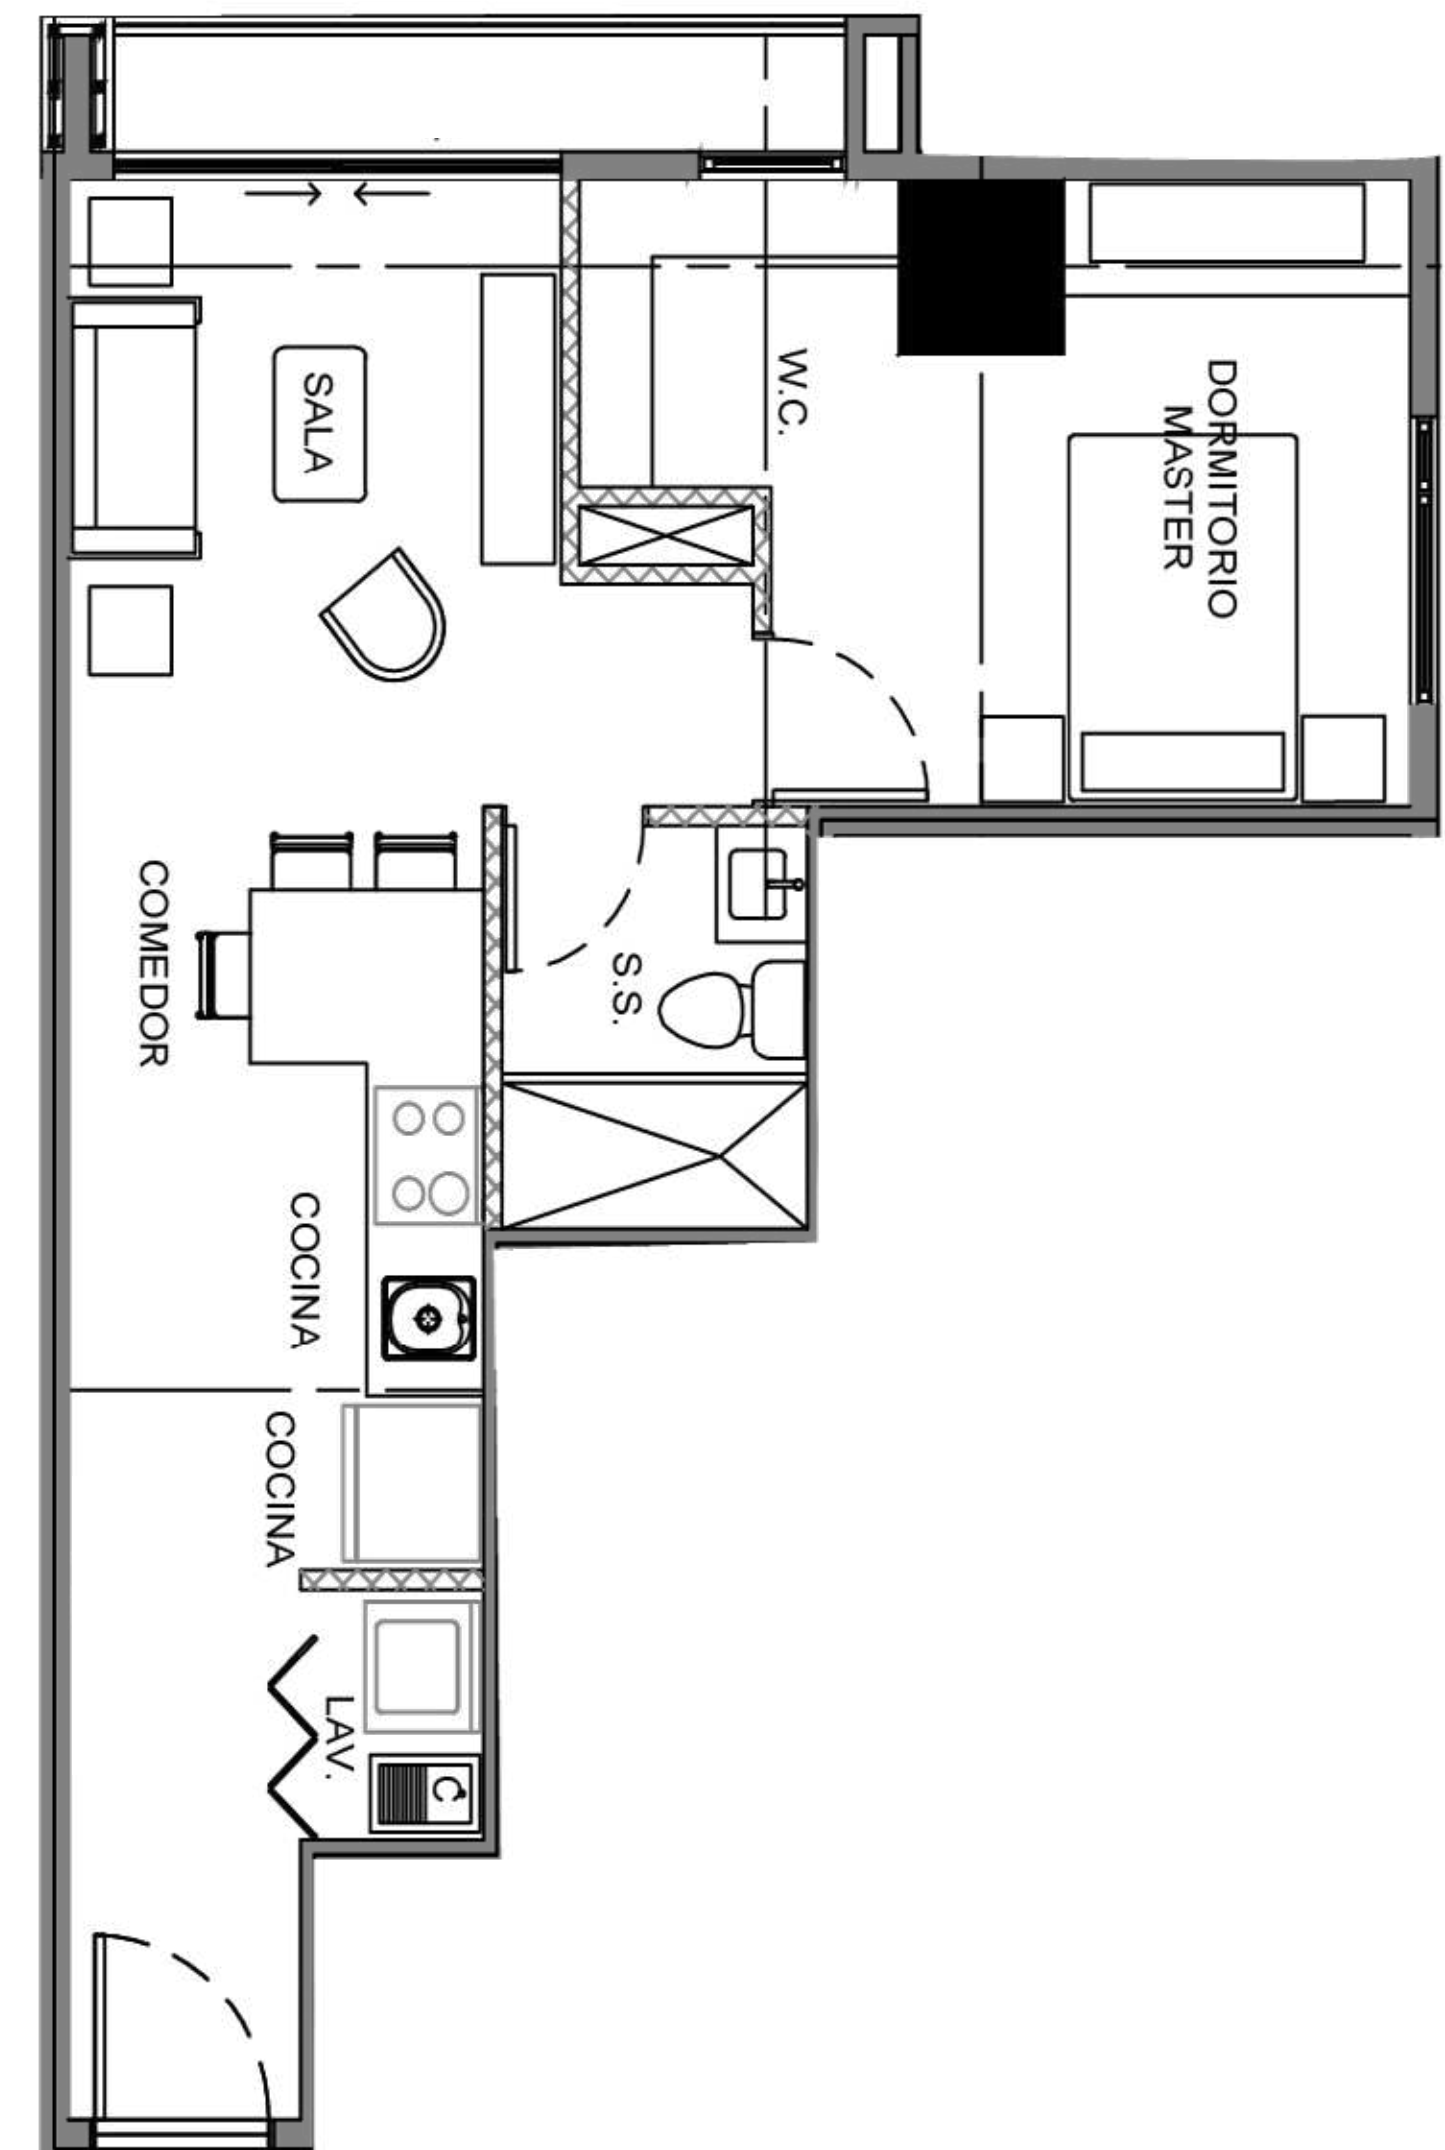 SALA
W.C.
DORMITORIO
MASTER
COMEDOR
S.S.
COCINA
COCINA
LAV.
C